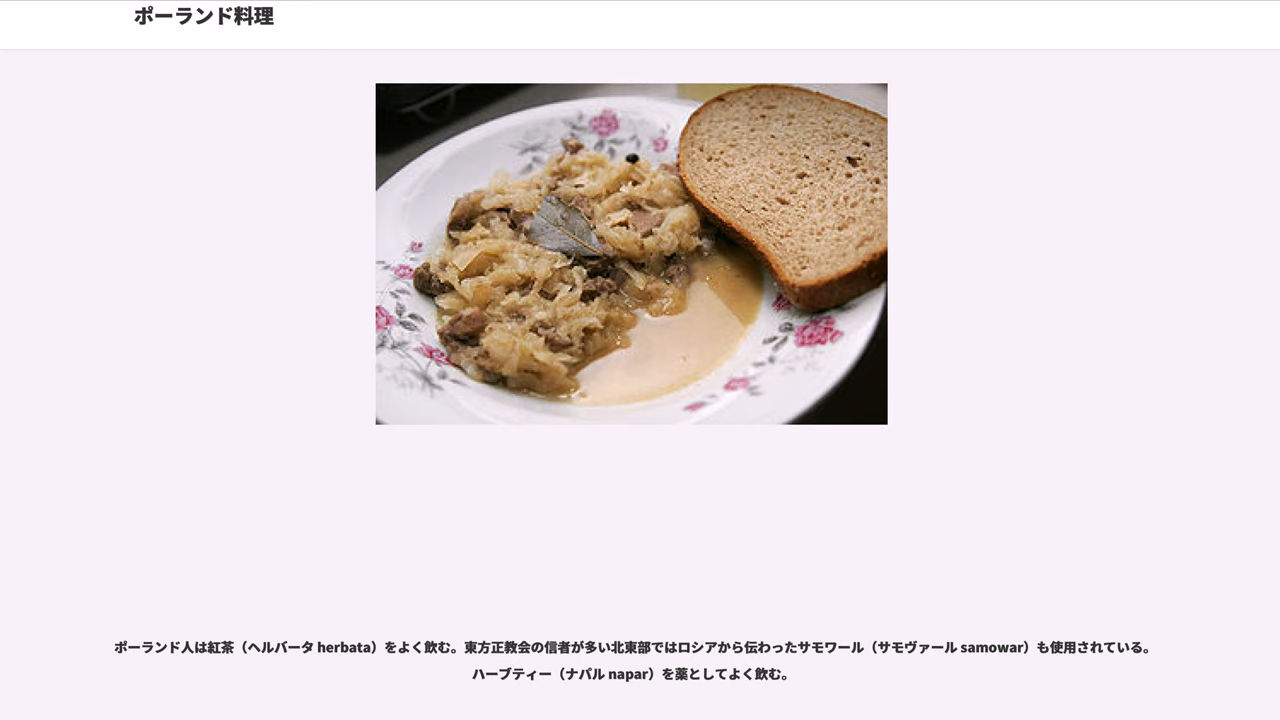 ポーランド料理
ポーランド人は紅茶（ヘルバータ herbata）をよく飲む。東方正教会の信者が多い北東部ではロシアから伝わったサモワール（サモヴァール samowar）も使用されている。
ハーブティー（ナパル napar）を薬としてよく飲む。